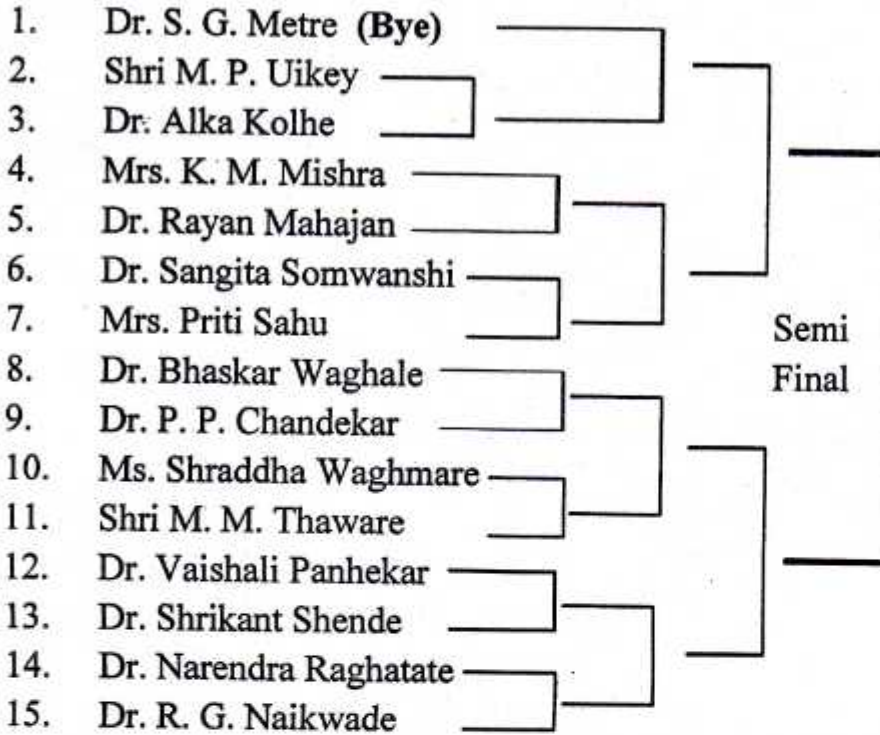 1. Dr. S. G. Metre (Bye)
2. Shri M. P. Uikey
3. Dr. Alka Kolhe
4. Mrs. K. M. Mishra
5. Dr. Rayan Mahajan
6. Dr. Sangita Somwanshi
7. Mrs. Priti Sahu
Semi
8. Dr. Bhaskar Waghale
Final
9. Dr. P. P. Chandekar
10. Ms. Shraddha Waghmare
11. Shri M. M. Thaware
12. Dr. Vaishali Panhekar
13. Dr. Shrikant Shende
14. Dr. Narendra Raghatate
15. Dr. R. G. Naikwade